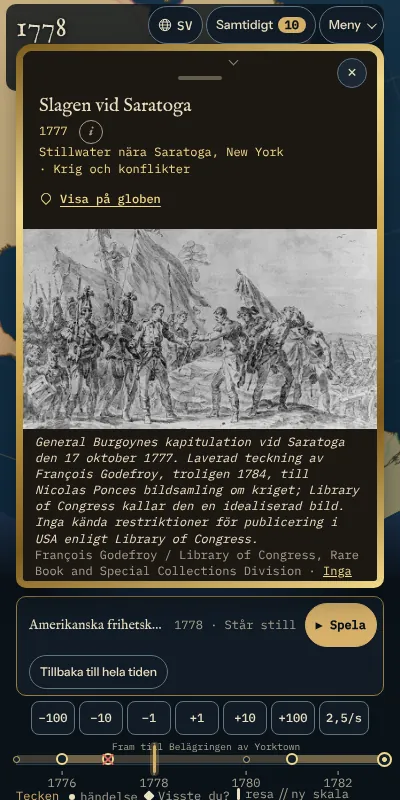 1778
SV
Samtidigt 10
Meny
Slagen vid Saratoga
1777 i
Stillwater nära Saratoga, New York
· Krig och konflikter
Visa på globen
General Burgoynes kapitulation vid Saratoga
den 17 oktober 1777. Laverad teckning av
François Godefroy, troligen 1784, till
Nicolas Ponces bildsamling om kriget; Library
of Congress kallar den en idealiserad bild.
Inga kända restriktioner för publicering i
USA enligt Library of Congress.
François Godefroy / Library of Congress, Rare
Book and Special Collections Division · Inga
Amerikanska frihetsk… 1778 · Står still ▶ Spela
Tillbaka till hela tiden
−100 −10 −1 +1 +10 +100 2,5/s
Fram till Belägringen av Yorktown
1776 1778 1780 1782
Tecken händelse Visste du? resa // ny skala